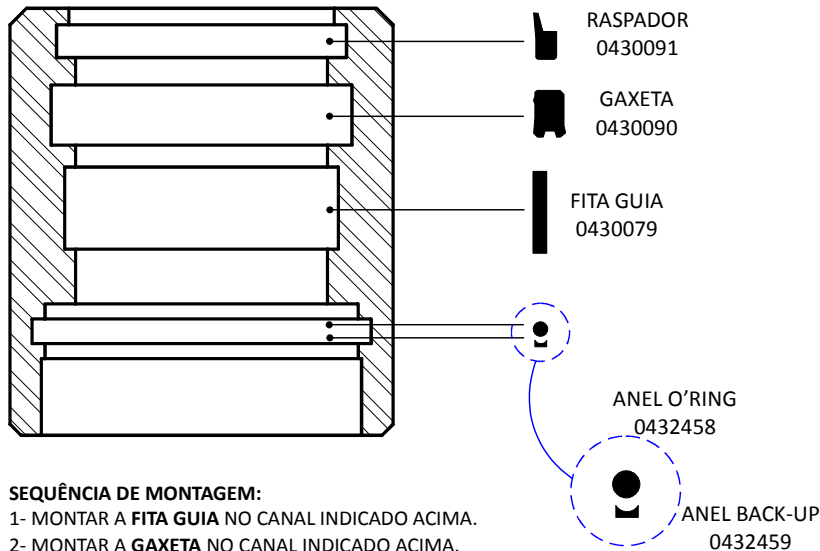 RASPADOR
0430091
GAXETA
0430090
FITA GUIA
0430079
ANEL O’RING
0432458
ANEL BACK-UP
0432459
SEQUÊNCIA DE MONTAGEM:
1- MONTAR A FITA GUIA NO CANAL INDICADO ACIMA.
2- MONTAR A GAXETA NO CANAL INDICADO ACIMA.